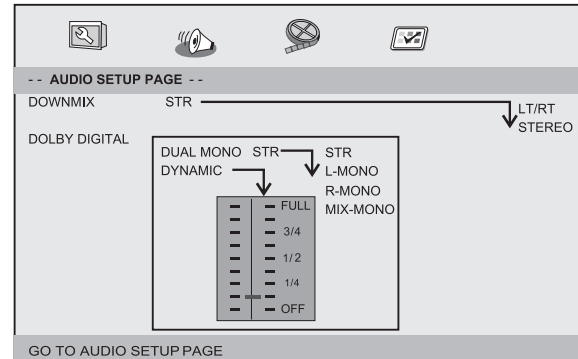 - - AUDIO SETUP PAGE - -
DOWNMIX STR LT/RT
STEREO
DOLBY DIGITAL
DUAL MONO STR STR
DYNAMIC L-MONO
R-MONO
MIX-MONO
FULL
3/4
1/2
1/4
OFF
GO TO AUDIO SETUP PAGE